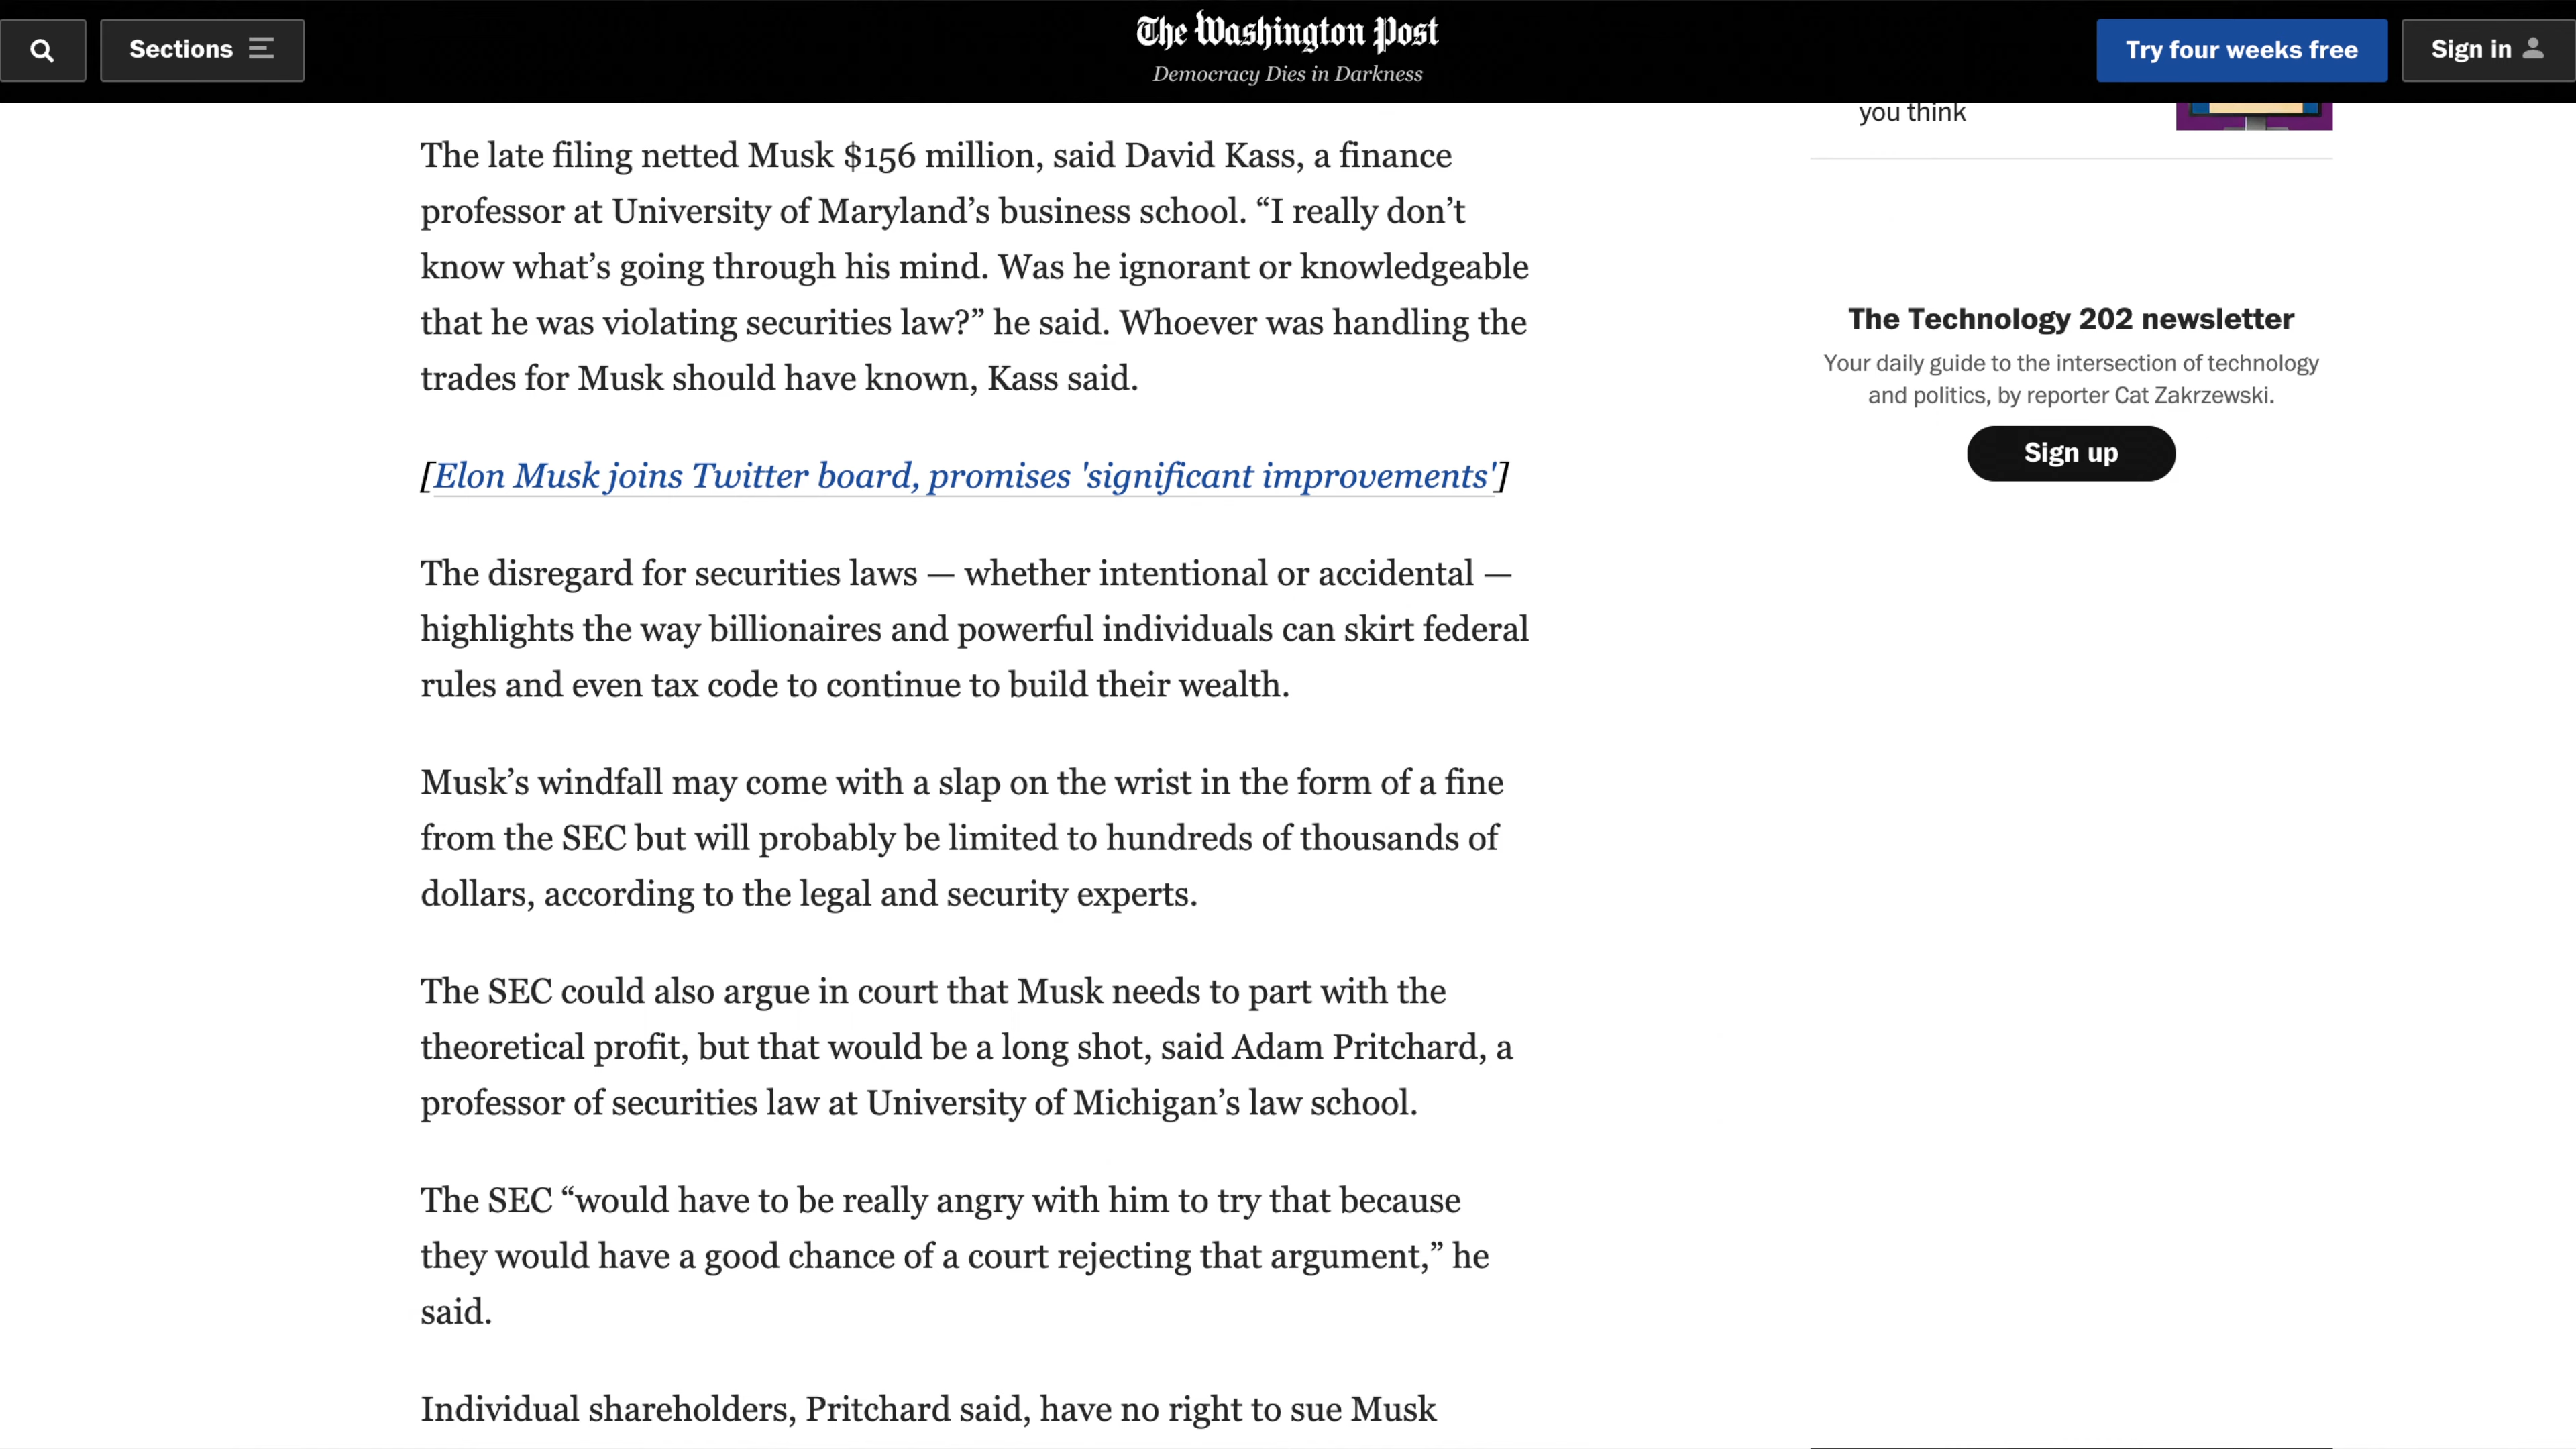 Sections
The Washington Post
Democracy Dies in Darkness
Try four weeks free
Sign in
you think
The late filing netted Musk $156 million, said David Kass, a finance
professor at University of Maryland’s business school. “I really don’t
know what’s going through his mind. Was he ignorant or knowledgeable
that he was violating securities law?” he said. Whoever was handling the
trades for Musk should have known, Kass said.
[Elon Musk joins Twitter board, promises 'significant improvements']
The disregard for securities laws — whether intentional or accidental —
highlights the way billionaires and powerful individuals can skirt federal
rules and even tax code to continue to build their wealth.
Musk’s windfall may come with a slap on the wrist in the form of a fine
from the SEC but will probably be limited to hundreds of thousands of
dollars, according to the legal and security experts.
The SEC could also argue in court that Musk needs to part with the
theoretical profit, but that would be a long shot, said Adam Pritchard, a
professor of securities law at University of Michigan’s law school.
The SEC “would have to be really angry with him to try that because
they would have a good chance of a court rejecting that argument,” he
said.
Individual shareholders, Pritchard said, have no right to sue Musk
The Technology 202 newsletter
Your daily guide to the intersection of technology
and politics, by reporter Cat Zakrzewski.
Sign up